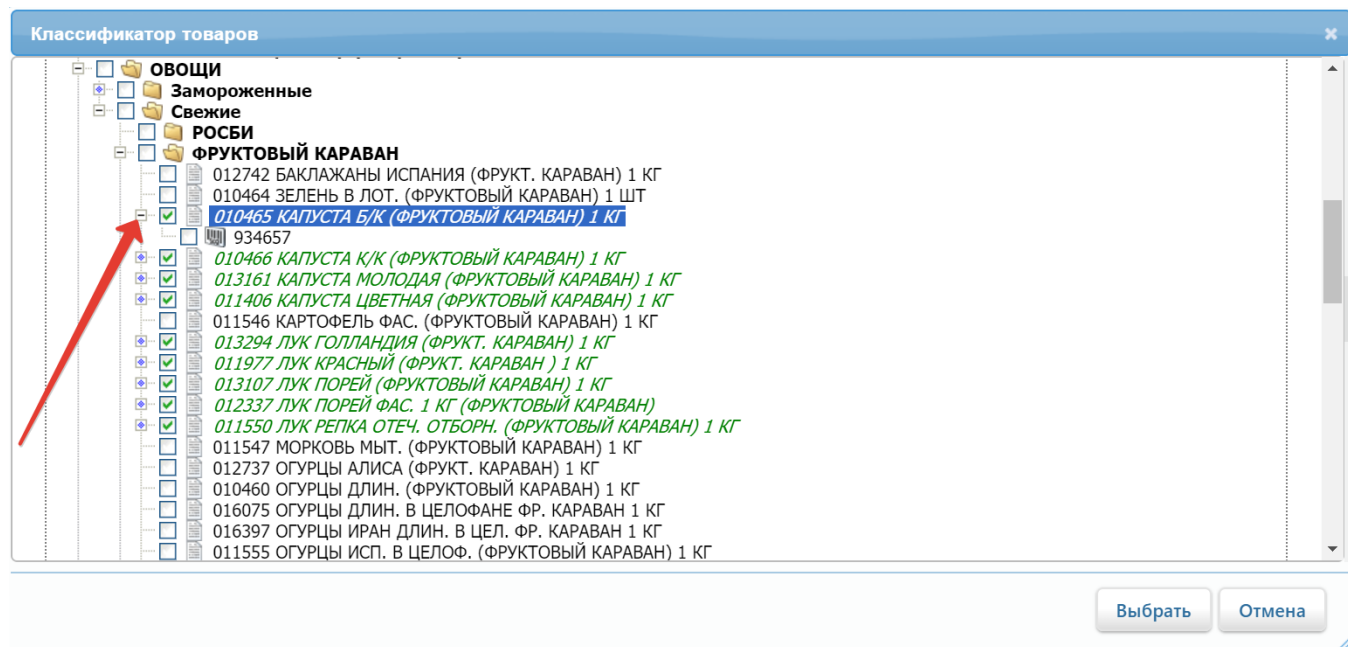 Классификатор товаров
ОВОЩИ
Замороженные
Свежие
РОСБИ
ФРУКТОВЫЙ КАРАВАН
012742 БАКЛАЖАНЫ ИСПАНИЯ (ФРУКТ. КАРАВАН) 1 КГ
010464 ЗЕЛЕНЬ В ЛОТ. (ФРУКТОВЫЙ КАРАВАН) 1 ШТ
010465 КАПУСТА Б/К (ФРУКТОВЫЙ КАРАВАН) 1 КГ
934657
010466 КАПУСТА К/К (ФРУКТОВЫЙ КАРАВАН) 1 КГ
013161 КАПУСТА МОЛОДАЯ (ФРУКТОВЫЙ КАРАВАН) 1 КГ
011406 КАПУСТА ЦВЕТНАЯ (ФРУКТОВЫЙ КАРАВАН) 1 КГ
011546 КАРТОФЕЛЬ ФАС. (ФРУКТОВЫЙ КАРАВАН) 1 КГ
013294 ЛУК ГОЛЛАНДИЯ (ФРУКТ. КАРАВАН) 1 КГ
011977 ЛУК КРАСНЫЙ (ФРУКТ. КАРАВАН ) 1 КГ
013107 ЛУК ПОРЕЙ (ФРУКТОВЫЙ КАРАВАН) 1 КГ
012337 ЛУК ПОРЕЙ ФАС. 1 КГ (ФРУКТОВЫЙ КАРАВАН)
011550 ЛУК РЕПКА ОТЕЧ. ОТБОРН. (ФРУКТОВЫЙ КАРАВАН) 1 КГ
011547 МОРКОВЬ МЫТ. (ФРУКТОВЫЙ КАРАВАН) 1 КГ
012737 ОГУРЦЫ АЛИСА (ФРУКТ. КАРАВАН) 1 КГ
010460 ОГУРЦЫ ДЛИН. (ФРУКТОВЫЙ КАРАВАН) 1 КГ
016075 ОГУРЦЫ ДЛИН. В ЦЕЛОФАНЕ ФР. КАРАВАН 1 КГ
016397 ОГУРЦЫ ИРАН ДЛИН. В ЦЕЛ. ФР. КАРАВАН 1 КГ
011555 ОГУРЦЫ ИСП. В ЦЕЛОФ. (ФРУКТОВЫЙ КАРАВАН) 1 КГ
Выбрать Отмена